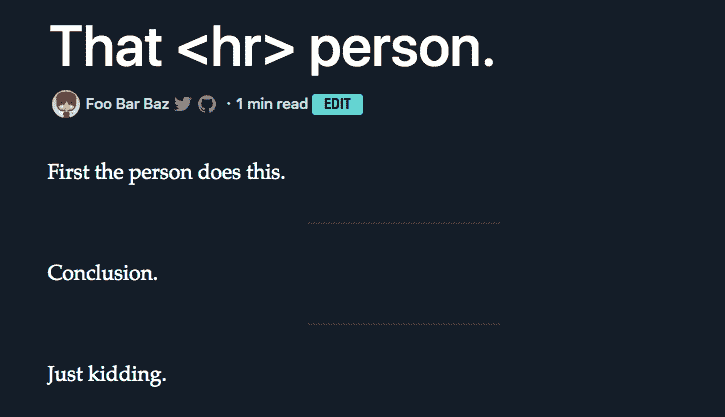 That <hr> person.
Foo Bar Baz · 1 min read EDIT
First the person does this.
Conclusion.
Just kidding.